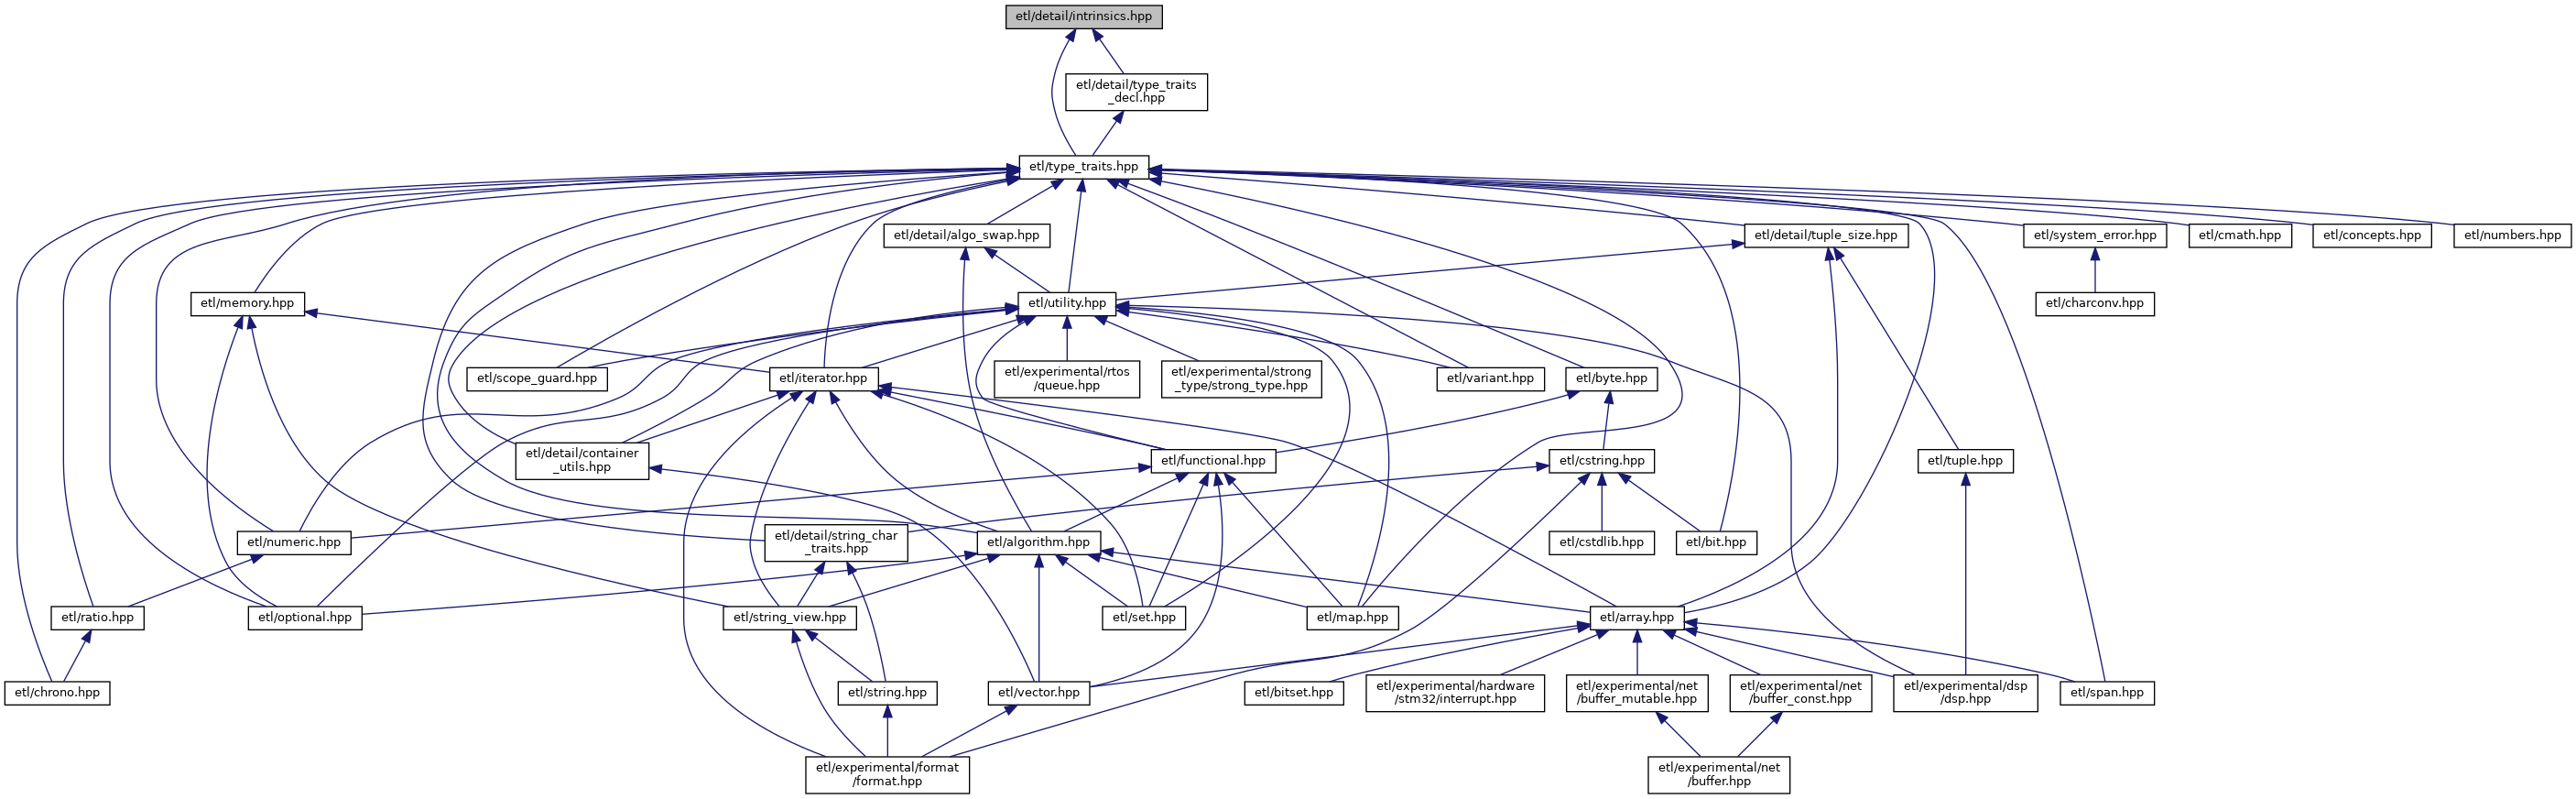 etl/detail/intrinsics.hpp
etl/detail/type_traits
_decl.hpp
etl/type_traits.hpp
etl/detail/algo_swap.hpp
etl/detail/tuple_size.hpp
etl/system_error.hpp
etl/cmath.hpp
etl/concepts.hpp
etl/numbers.hpp
etl/memory.hpp
etl/utility.hpp
etl/charconv.hpp
etl/scope_guard.hpp
etl/iterator.hpp
etl/experimental/rtos
/queue.hpp
etl/experimental/strong
_type/strong_type.hpp
etl/variant.hpp
etl/byte.hpp
etl/detail/container
_utils.hpp
etl/functional.hpp
etl/cstring.hpp
etl/tuple.hpp
etl/numeric.hpp
etl/detail/string_char
_traits.hpp
etl/algorithm.hpp
etl/cstdlib.hpp
etl/bit.hpp
etl/ratio.hpp
etl/optional.hpp
etl/string_view.hpp
etl/set.hpp
etl/map.hpp
etl/array.hpp
etl/chrono.hpp
etl/string.hpp
etl/vector.hpp
etl/bitset.hpp
etl/experimental/hardware
/stm32/interrupt.hpp
etl/experimental/net
/buffer_mutable.hpp
etl/experimental/net
/buffer_const.hpp
etl/experimental/dsp
/dsp.hpp
etl/span.hpp
etl/experimental/format
/format.hpp
etl/experimental/net
/buffer.hpp